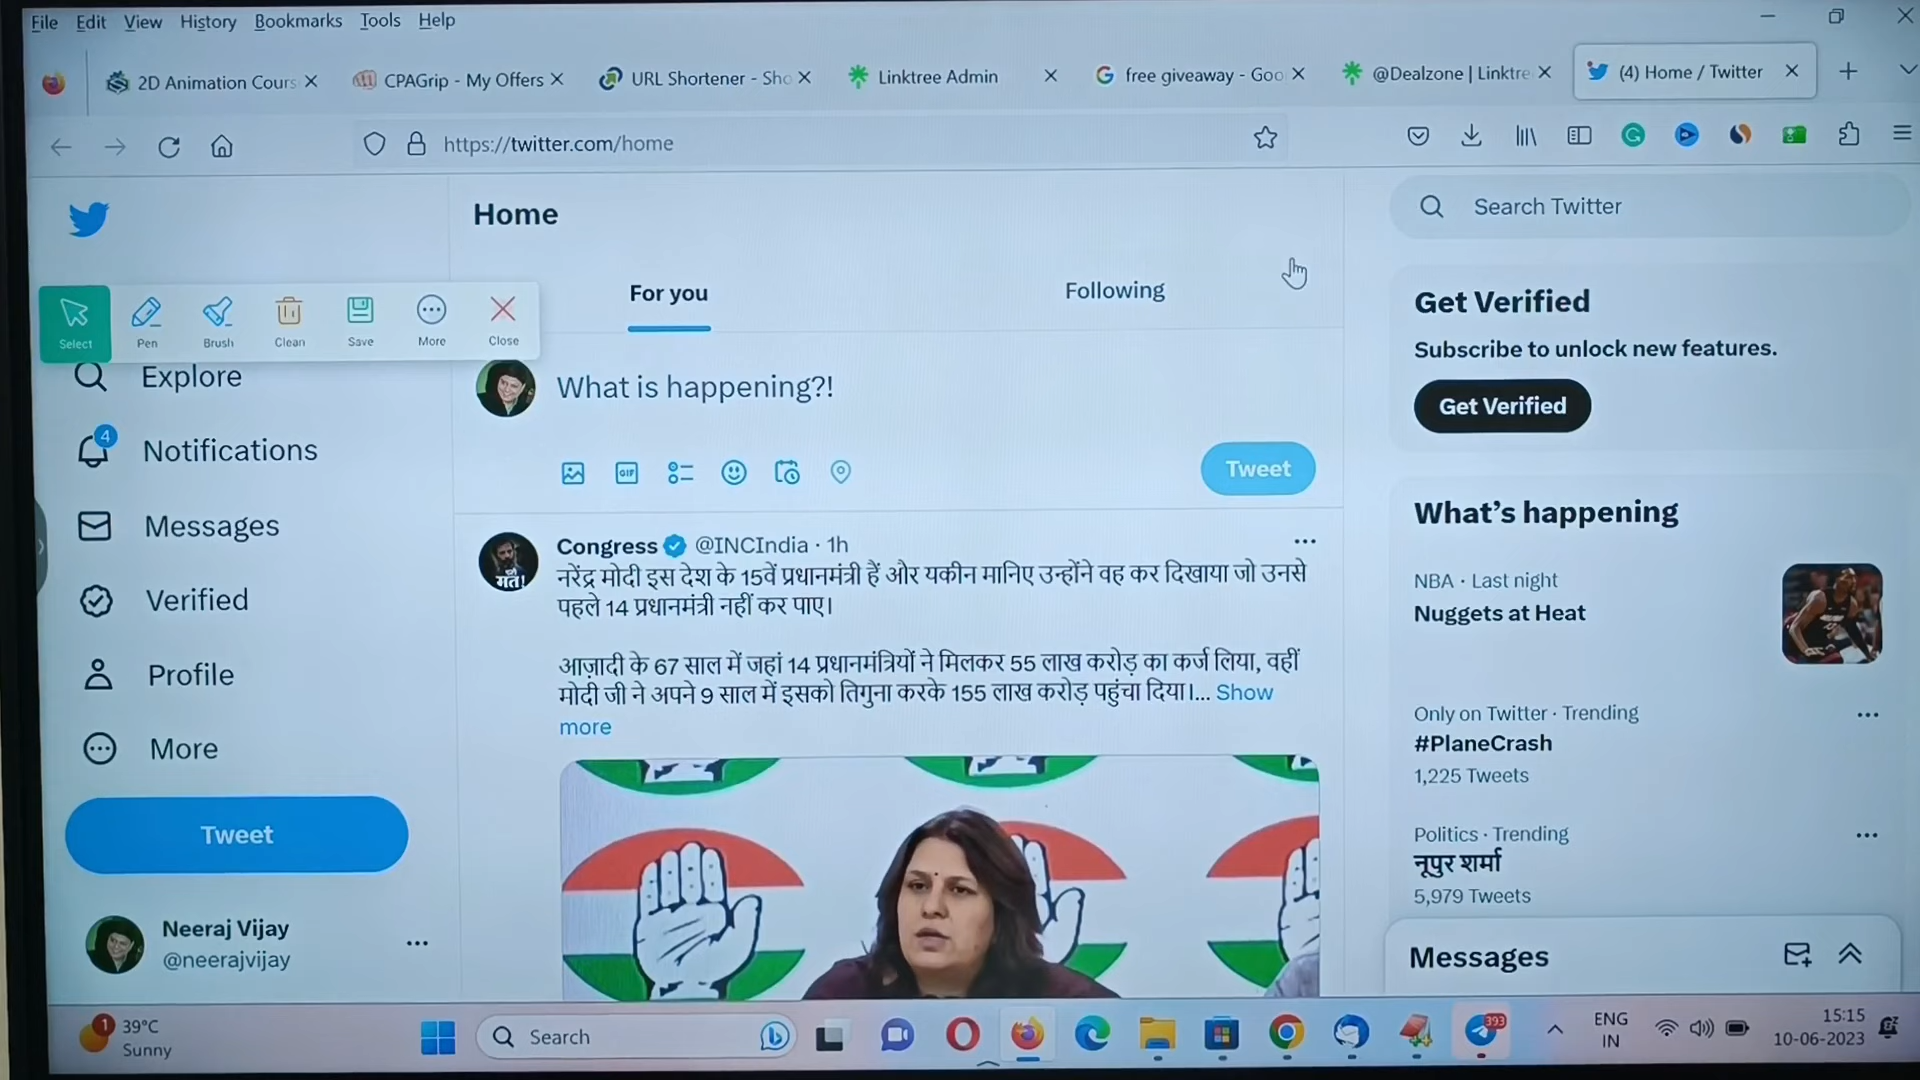 File Edit View History Bookmarks Tools Help
2D Animation Cours
CPAGrip - My Offers
URL Shortener - Sho
Linktree Admin
free giveaway - Goo
@Dealzone | Linktre
(4) Home / Twitter
https://twitter.com/home
Home
Search Twitter
For you
Following
Select
Pen
Brush
Clean
Save
More
Close
Explore
4
Notifications
Messages
Verified
Profile
More
Tweet
Neeraj Vijay
@neerajvijay
What is happening?!
GIF
Tweet
Congress @INCIndia · 1h
नरेंद्र मोदी इस देश के 15वें प्रधानमंत्री हैं और यकीन मानिए उन्होंने वह कर दिखाया जो उनसे
पहले 14 प्रधानमंत्री नहीं कर पाए।
आज़ादी के 67 साल में जहां 14 प्रधानमंत्रियों ने मिलकर 55 लाख करोड़ का कर्ज लिया, वहीं
मोदी जी ने अपने 9 साल में इसको तिगुना करके 155 लाख करोड़ पहुंचा दिया।... Show
more
Get Verified
Subscribe to unlock new features.
Get Verified
What's happening
NBA · Last night
Nuggets at Heat
Only on Twitter · Trending
#PlaneCrash
1,225 Tweets
Politics · Trending
नूपुर शर्मा
5,979 Tweets
Messages
1
39°C
Sunny
Search
393
ENG
IN
15:15
10-06-2023